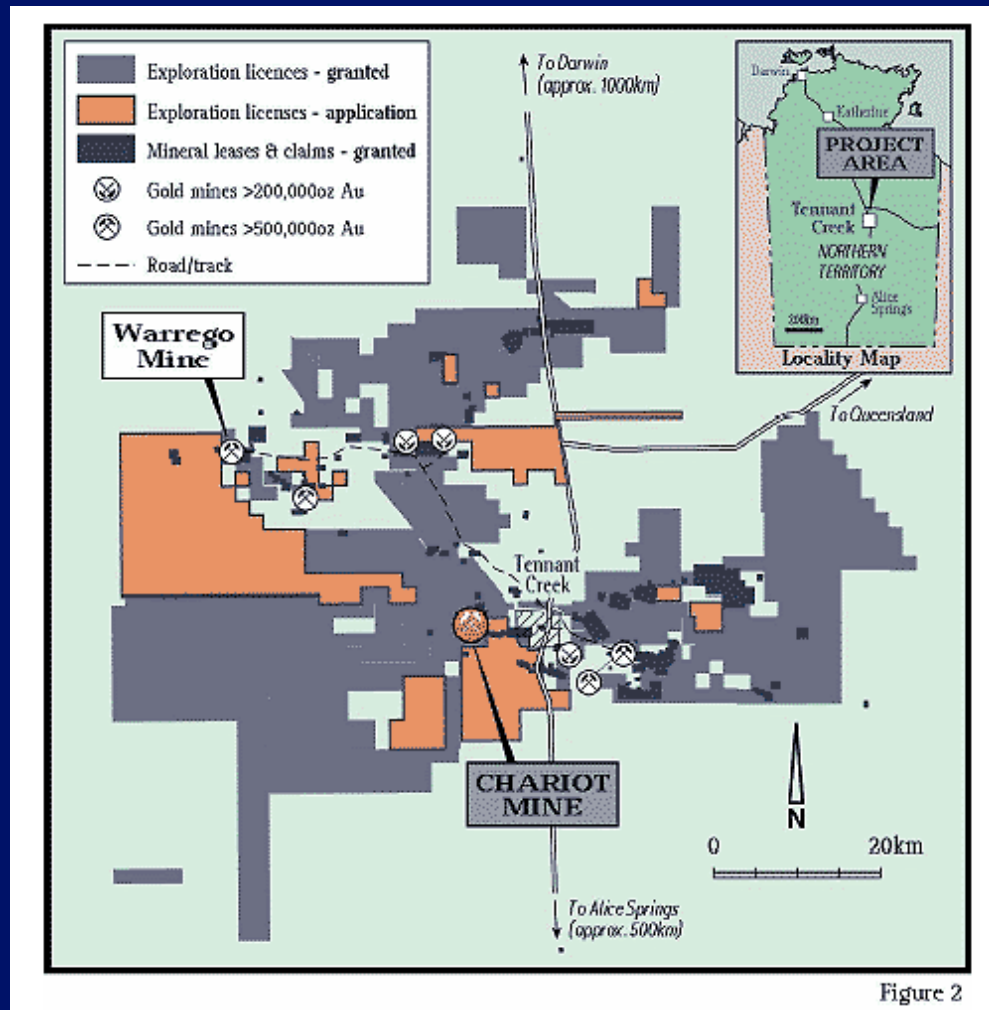 Exploration licences - granted
Exploration licenses - application
Mineral leases & claims - granted
Gold mines >200,000oz Au
Gold mines >500,000oz Au
Road/track
To Darwin
(approx. 1000km)
Darwin
Katherine
PROJECT
AREA
Tennant
Creek
NORTHERN
TERRITORY
Alice
Springs
200km
Locality Map
Warrego
Mine
To Queensland
Tennant
Creek
CHARIOT
MINE
N
0 20km
To Alice Springs
(approx. 500km)
Figure 2